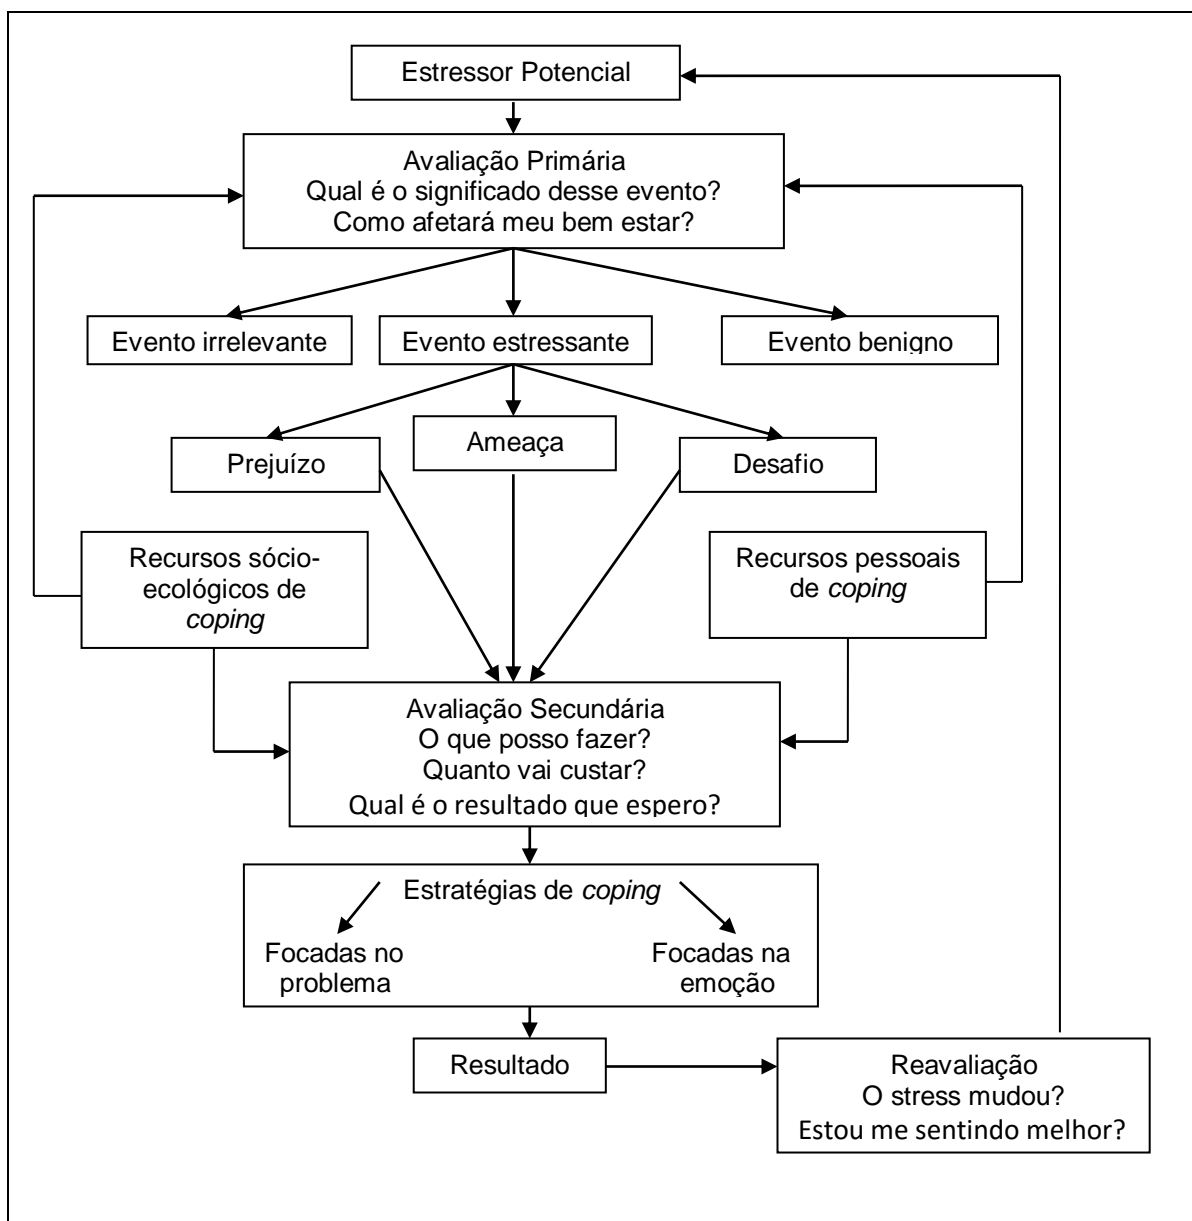 Estressor Potencial
Avaliação Primária
Qual é o significado desse evento?
Como afetará meu bem estar?
Evento irrelevante
Evento estressante
Evento benigno
Prejuízo
Ameaça
Desafio
Recursos sócio-
ecológicos de
coping
Recursos pessoais
de coping
Avaliação Secundária
O que posso fazer?
Quanto vai custar?
Qual é o resultado que espero?
Estratégias de coping
Focadas no
problema
Focadas na
emoção
Resultado
Reavaliação
O stress mudou?
Estou me sentindo melhor?